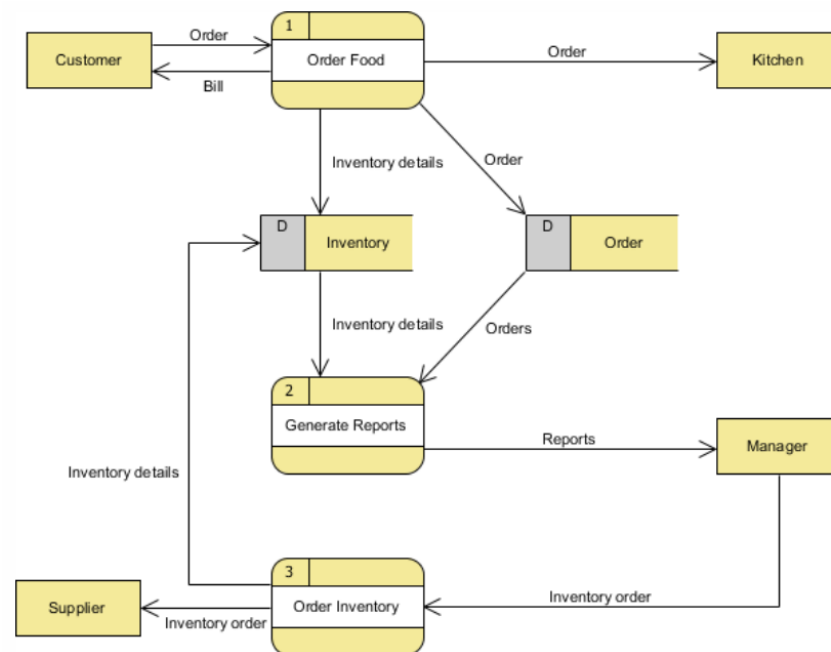 1
Order
Customer
Order Food
Order
Kitchen
Bill
Inventory details
Order
D
Inventory
D
Order
Inventory details
Orders
2
Generate Reports
Reports
Manager
Inventory details
3
Order Inventory
Inventory order
Supplier
Inventory order